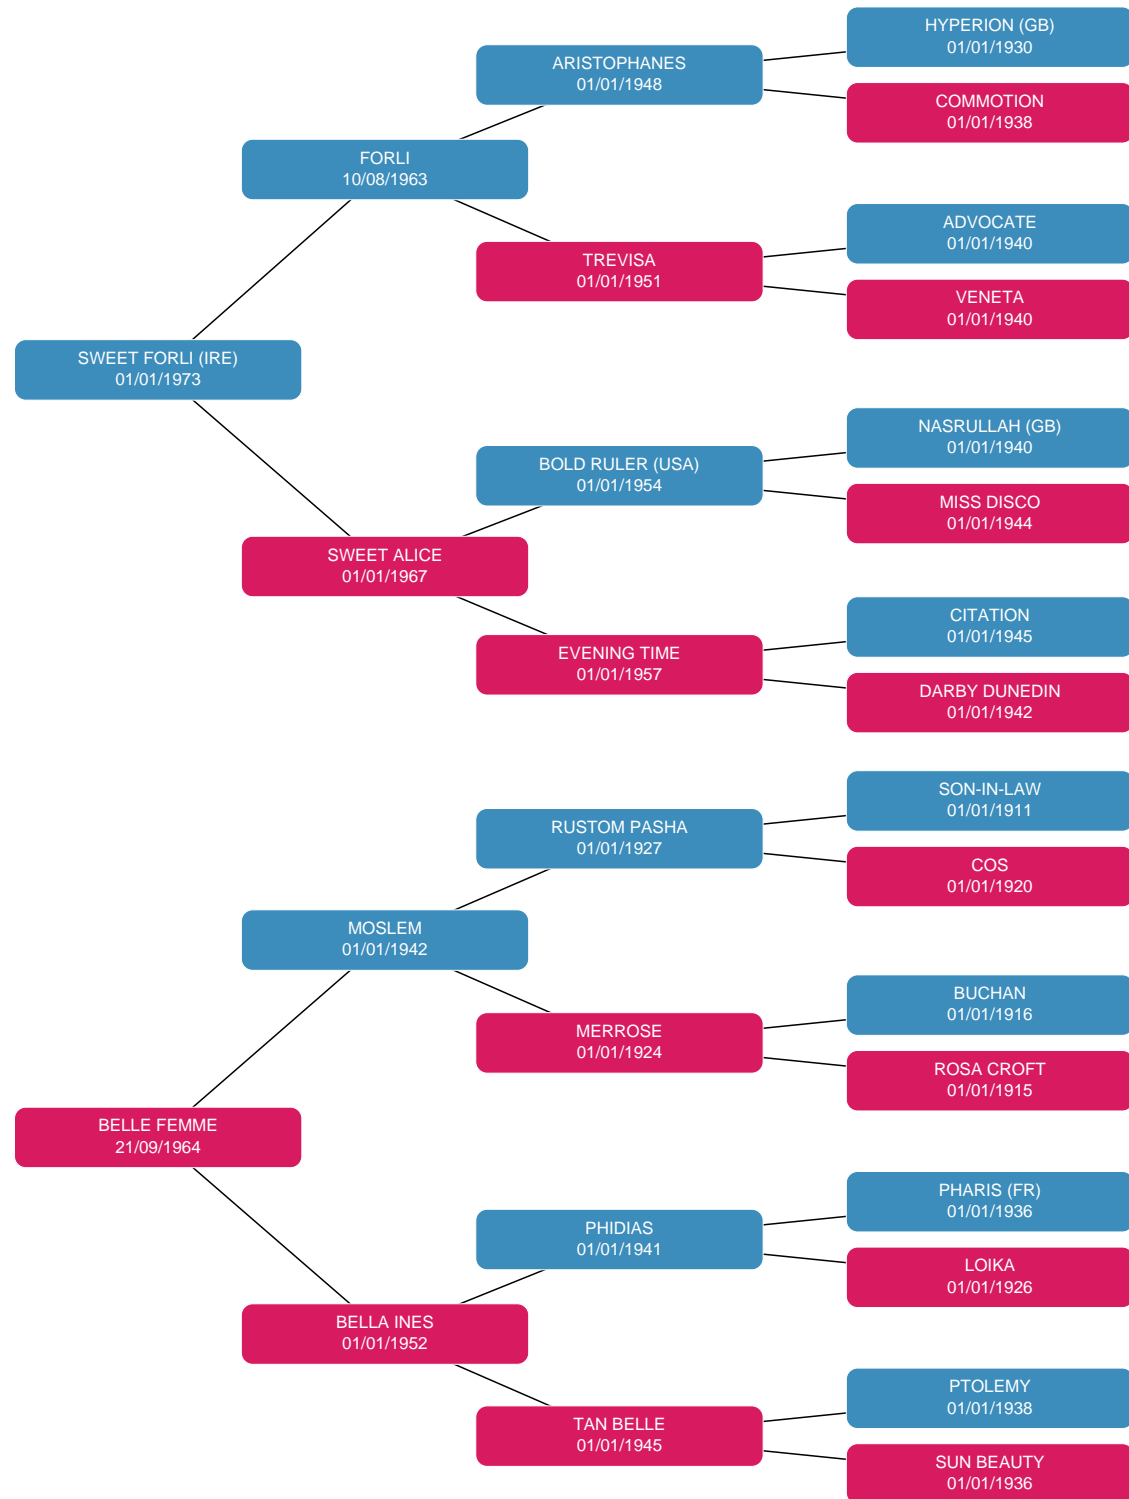 HYPERION (GB)
01/01/1930
ARISTOPHANES
01/01/1948
COMMOTION
01/01/1938
FORLI
10/08/1963
ADVOCATE
01/01/1940
TREVISA
01/01/1951
VENETA
01/01/1940
SWEET FORLI (IRE)
01/01/1973
NASRULLAH (GB)
01/01/1940
BOLD RULER (USA)
01/01/1954
MISS DISCO
01/01/1944
SWEET ALICE
01/01/1967
CITATION
01/01/1945
EVENING TIME
01/01/1957
DARBY DUNEDIN
01/01/1942
SON-IN-LAW
01/01/1911
RUSTOM PASHA
01/01/1927
COS
01/01/1920
MOSLEM
01/01/1942
BUCHAN
01/01/1916
MERROSE
01/01/1924
ROSA CROFT
01/01/1915
BELLE FEMME
21/09/1964
PHARIS (FR)
01/01/1936
PHIDIAS
01/01/1941
LOIKA
01/01/1926
BELLA INES
01/01/1952
PTOLEMY
01/01/1938
TAN BELLE
01/01/1945
SUN BEAUTY
01/01/1936